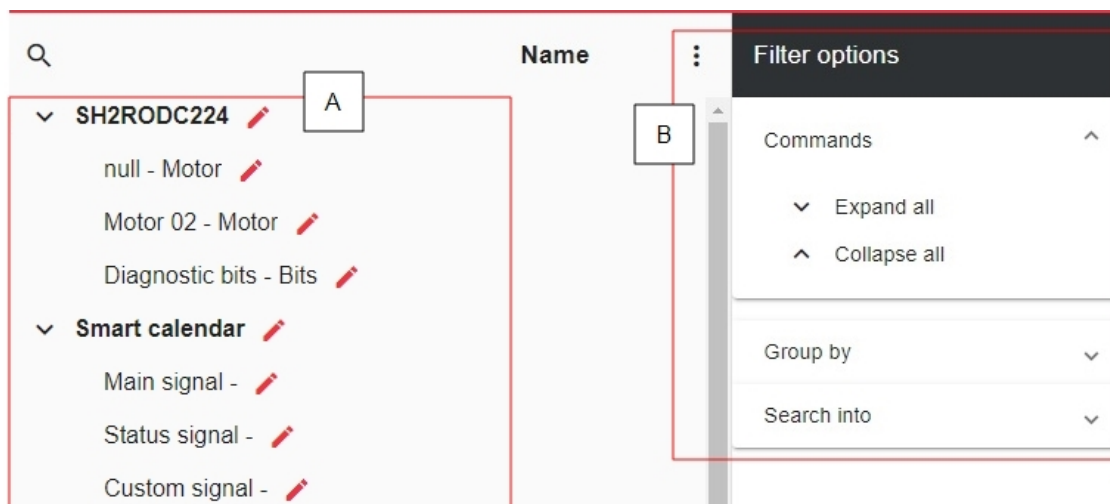 Name
Filter options
A
SH2RODC224
B
Commands
null - Motor
Expand all
Motor 02 - Motor
Collapse all
Diagnostic bits - Bits
Smart calendar
Group by
Main signal -
Search into
Status signal -
Custom signal -